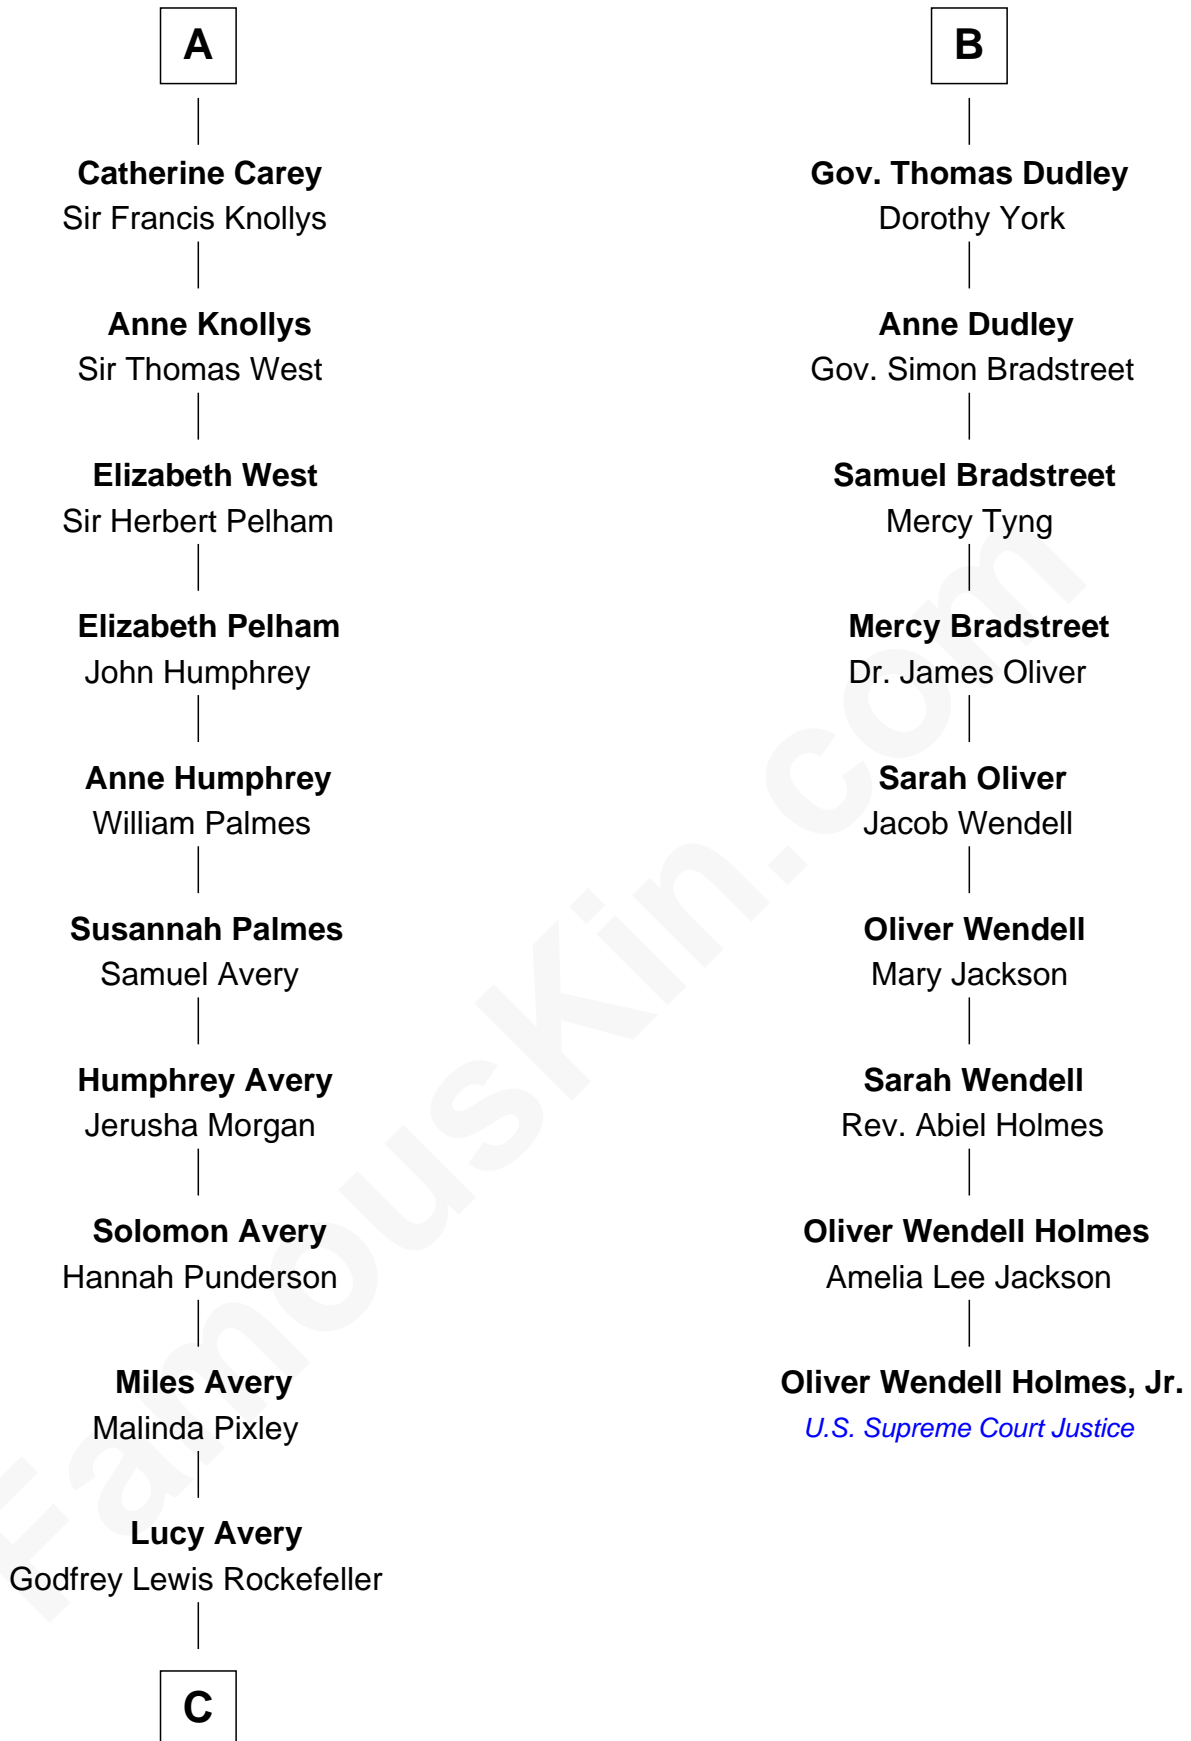 A
Catherine Carey
Sir Francis Knollys
Anne Knollys
Sir Thomas West
Elizabeth West
Sir Herbert Pelham
Elizabeth Pelham
John Humphrey
Anne Humphrey
William Palmes
Susannah Palmes
Samuel Avery
Humphrey Avery
Jerusha Morgan
Solomon Avery
Hannah Punderson
Miles Avery
Malinda Pixley
Lucy Avery
Godfrey Lewis Rockefeller
C
B
Gov. Thomas Dudley
Dorothy York
Anne Dudley
Gov. Simon Bradstreet
Samuel Bradstreet
Mercy Tyng
Mercy Bradstreet
Dr. James Oliver
Sarah Oliver
Jacob Wendell
Oliver Wendell
Mary Jackson
Sarah Wendell
Rev. Abiel Holmes
Oliver Wendell Holmes
Amelia Lee Jackson
Oliver Wendell Holmes, Jr.
U.S. Supreme Court Justice
FamousKin.com